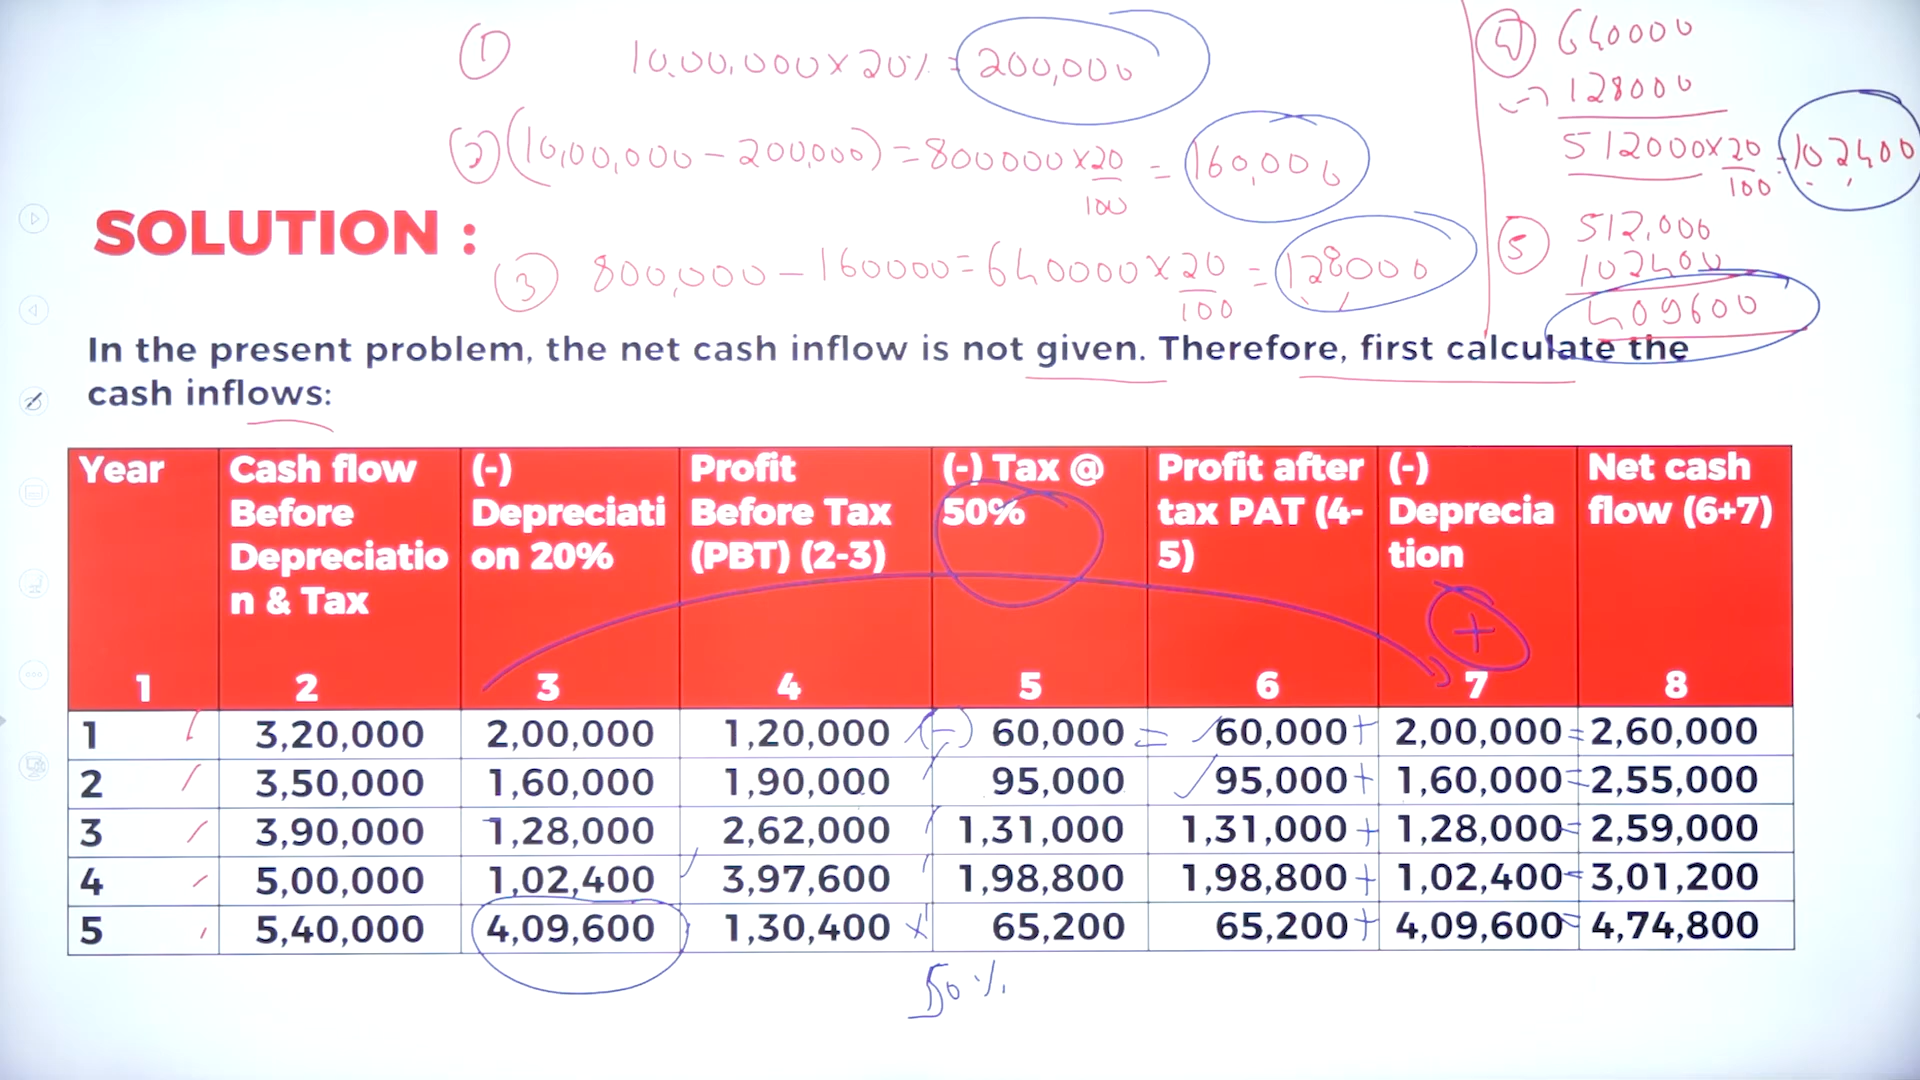 ① 10,00,000 × 20% = 200,000
② (10,00,000 - 200,000) = 800000 × 20/100 = 160,000
③ 800,000 - 160000 = 640000 × 20/100 = 128000
④ 640000
(-) 128000
512000 × 20/100 = 102400
⑤ 512,000
102400
409600
SOLUTION :
In the present problem, the net cash inflow is not given. Therefore, first calculate the
cash inflows:
Year 1 | Cash flow Before Depreciatio n & Tax 2 | (-) Depreciati on 20% 3 | Profit Before Tax (PBT) (2-3) 4 | (-) Tax @ 50% 5 | Profit after tax PAT (4- 5) 6 | (-) Deprecia tion + 7 | Net cash flow (6+7) 8
1 3,20,000 2,00,000 1,20,000 (-) 60,000 = 60,000 + 2,00,000 = 2,60,000
2 3,50,000 1,60,000 1,90,000 95,000 95,000 + 1,60,000 = 2,55,000
3 3,90,000 1,28,000 2,62,000 1,31,000 1,31,000 + 1,28,000 = 2,59,000
4 5,00,000 1,02,400 3,97,600 1,98,800 1,98,800 + 1,02,400 = 3,01,200
5 5,40,000 4,09,600 1,30,400 × 65,200 65,200 + 4,09,600 = 4,74,800
50%